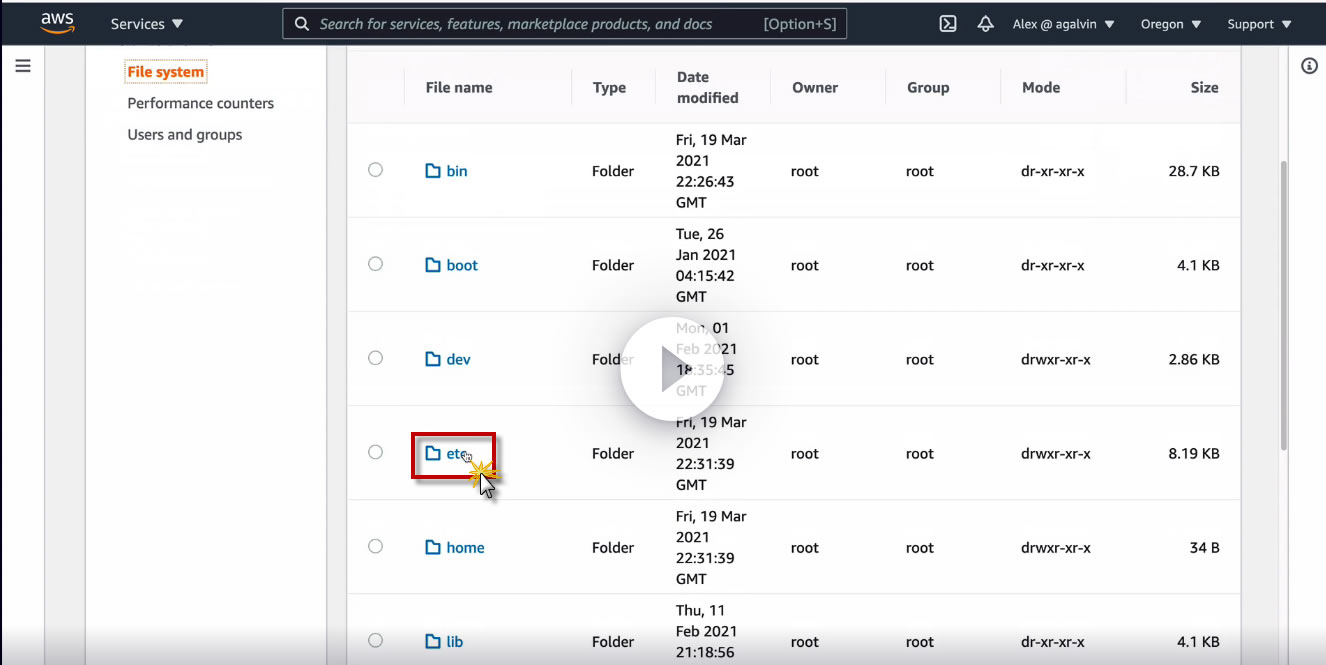 aws
Services
Search for services, features, marketplace products, and docs
[Option+S]
Alex @ agalvin
Oregon
Support
File system
Performance counters
Users and groups
File name
Type
Date
modified
Owner
Group
Mode
Size
bin
Folder
Fri, 19 Mar
2021
22:26:43
GMT
root
root
dr-xr-xr-x
28.7 KB
boot
Folder
Tue, 26
Jan 2021
04:15:42
GMT
root
root
dr-xr-xr-x
4.1 KB
dev
Folder
Mon, 01
Feb 2021
18:35:45
GMT
root
root
drwxr-xr-x
2.86 KB
etc
Folder
Fri, 19 Mar
2021
22:31:39
GMT
root
root
drwxr-xr-x
8.19 KB
home
Folder
Fri, 19 Mar
2021
22:31:39
GMT
root
root
drwxr-xr-x
34 B
lib
Folder
Thu, 11
Feb 2021
21:18:56
root
root
dr-xr-xr-x
4.1 KB